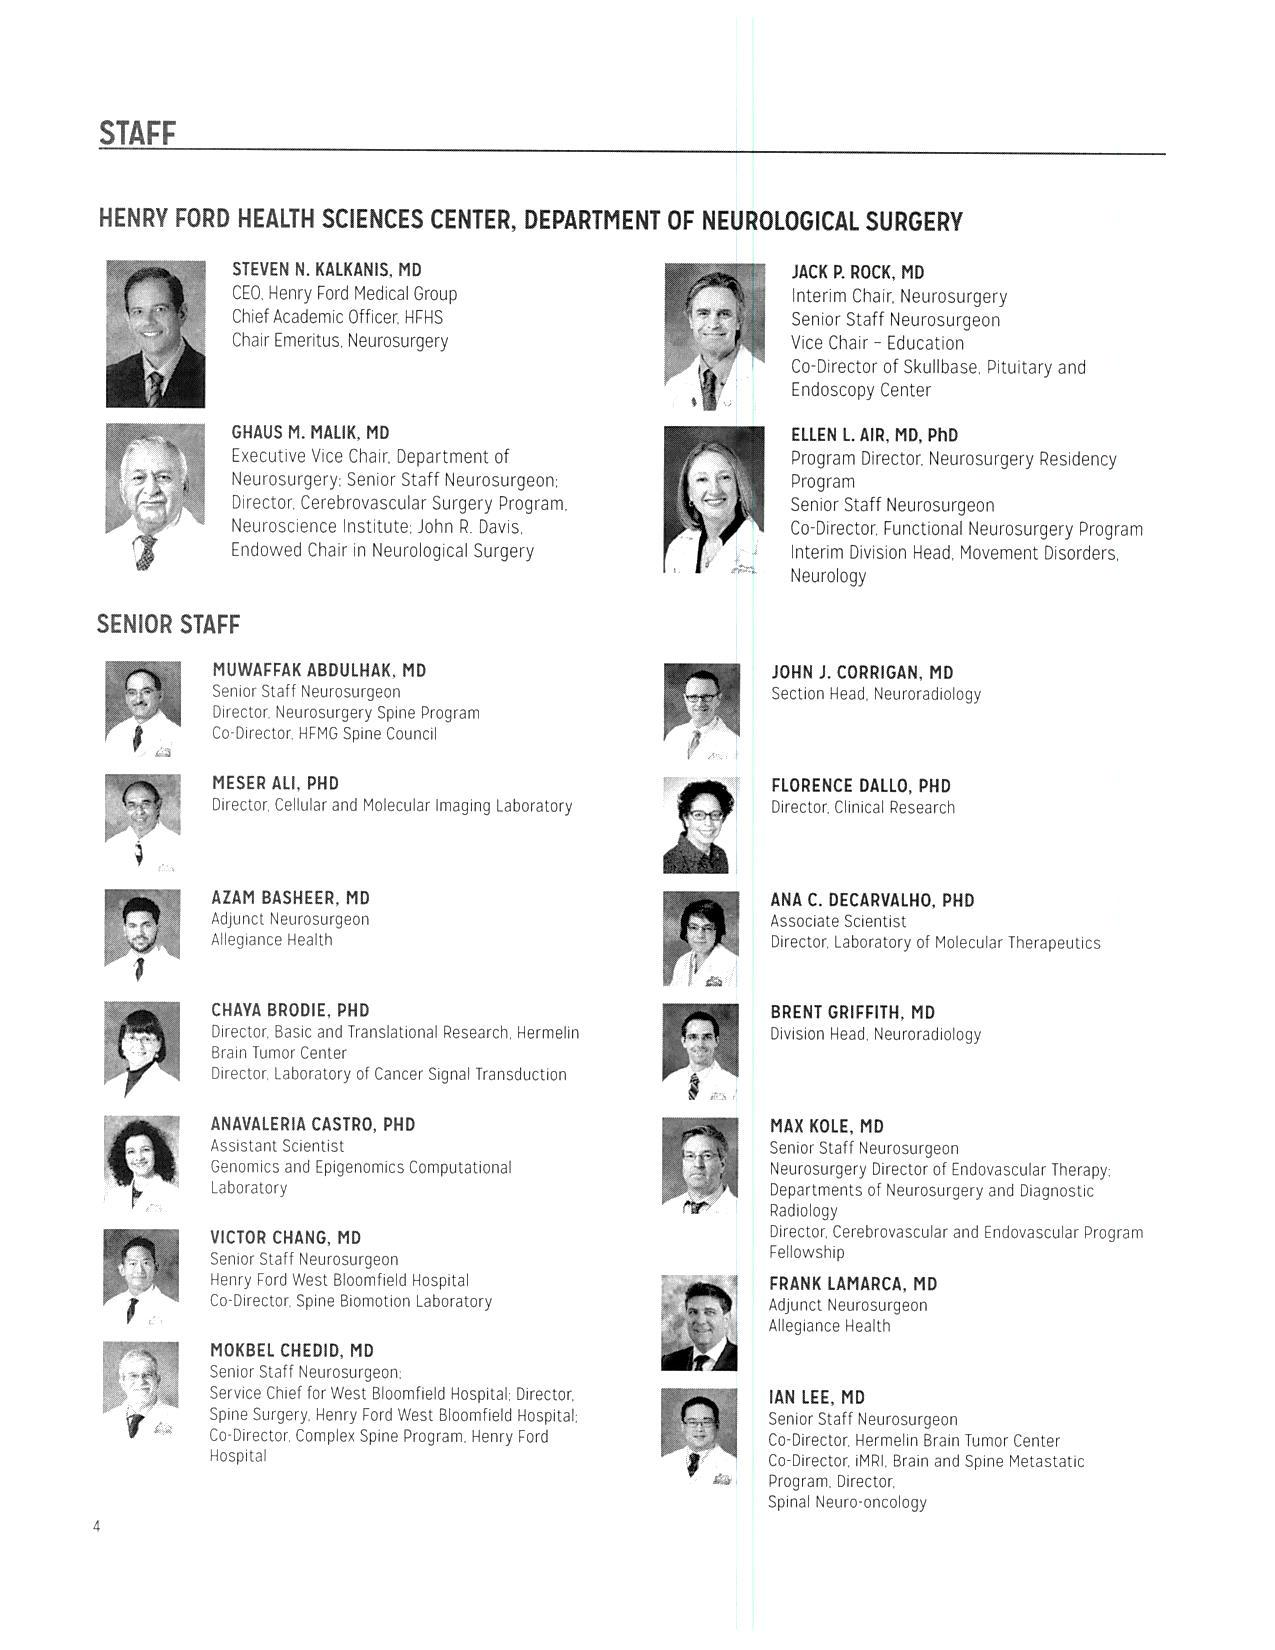 STAFF
HENRY FORD HEALTH SCIENCES CENTER, DEPARTMENT OF NEUROLOGICAL SURGERY
STEVEN N. KALKANIS, MD
CEO, Henry Ford Medical Group
Chief Academic Officer, HFHS
Chair Emeritus, Neurosurgery
GHAUS M. MALIK, MD
Executive Vice Chair, Department of
Neurosurgery; Senior Staff Neurosurgeon;
Director, Cerebrovascular Surgery Program,
Neuroscience Institute; John R. Davis,
Endowed Chair in Neurological Surgery
JACK P. ROCK, MD
Interim Chair, Neurosurgery
Senior Staff Neurosurgeon
Vice Chair – Education
Co-Director of Skullbase, Pituitary and
Endoscopy Center
ELLEN L. AIR, MD, PhD
Program Director, Neurosurgery Residency
Program
Senior Staff Neurosurgeon
Co-Director, Functional Neurosurgery Program
Interim Division Head, Movement Disorders,
Neurology
SENIOR STAFF
MUWAFFAK ABDULHAK, MD
Senior Staff Neurosurgeon
Director, Neurosurgery Spine Program
Co-Director, HFMG Spine Council
MESER ALI, PHD
Director, Cellular and Molecular Imaging Laboratory
AZAM BASHEER, MD
Adjunct Neurosurgeon
Allegiance Health
CHAYA BRODIE, PHD
Director, Basic and Translational Research, Hermelin
Brain Tumor Center
Director, Laboratory of Cancer Signal Transduction
ANAVALERIA CASTRO, PHD
Assistant Scientist
Genomics and Epigenomics Computational
Laboratory
VICTOR CHANG, MD
Senior Staff Neurosurgeon
Henry Ford West Bloomfield Hospital
Co-Director, Spine Biomotion Laboratory
MOKBEL CHEDID, MD
Senior Staff Neurosurgeon;
Service Chief for West Bloomfield Hospital; Director,
Spine Surgery, Henry Ford West Bloomfield Hospital;
Co-Director, Complex Spine Program, Henry Ford
Hospital
JOHN J. CORRIGAN, MD
Section Head, Neuroradiology
FLORENCE DALLO, PHD
Director, Clinical Research
ANA C. DECARVALHO, PHD
Associate Scientist
Director, Laboratory of Molecular Therapeutics
BRENT GRIFFITH, MD
Division Head, Neuroradiology
MAX KOLE, MD
Senior Staff Neurosurgeon
Neurosurgery Director of Endovascular Therapy;
Departments of Neurosurgery and Diagnostic
Radiology
Director, Cerebrovascular and Endovascular Program
Fellowship
FRANK LAMARCA, MD
Adjunct Neurosurgeon
Allegiance Health
IAN LEE, MD
Senior Staff Neurosurgeon
Co-Director, Hermelin Brain Tumor Center
Co-Director, iMRI, Brain and Spine Metastatic
Program, Director,
Spinal Neuro-oncology
4